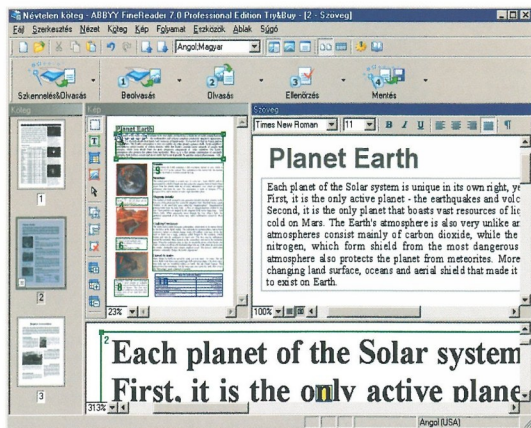 Névtelen köteg - ABBYY FineReader 7.0 Professional Edition Try&Buy - [2 - Szoveg]
Fájl Szerkesztés Nézet Köteg Kép Folyamat Eszközök Ablak Súgó
Angol;Magyar
Szkennelés&Olvasás Beolvasás Olvasás Ellenőrzés Mentés
Köteg
1
2
3
Kép
Planet Earth
23%
Szoveg
Times New Roman 11 B I U
Planet Earth
Each planet of the Solar system is unique in its own right, ye
First, it is the only active planet - the earthquakes and volc
Second, it is the only planet that boasts vast resources of lic
cold on Mars. The Earth's atmosphere is also very unlike ar
atmospheres consist mainly of carbon dioxide, while the
nitrogen, which form shield from the most dangerous
atmosphere also protects the planet from meteorites. More
changing land surface, oceans and aerial shield that made it
to exist on Earth.
100%
2
Each planet of the Solar system
First, it is the only active plane
313%
Angol (USA)